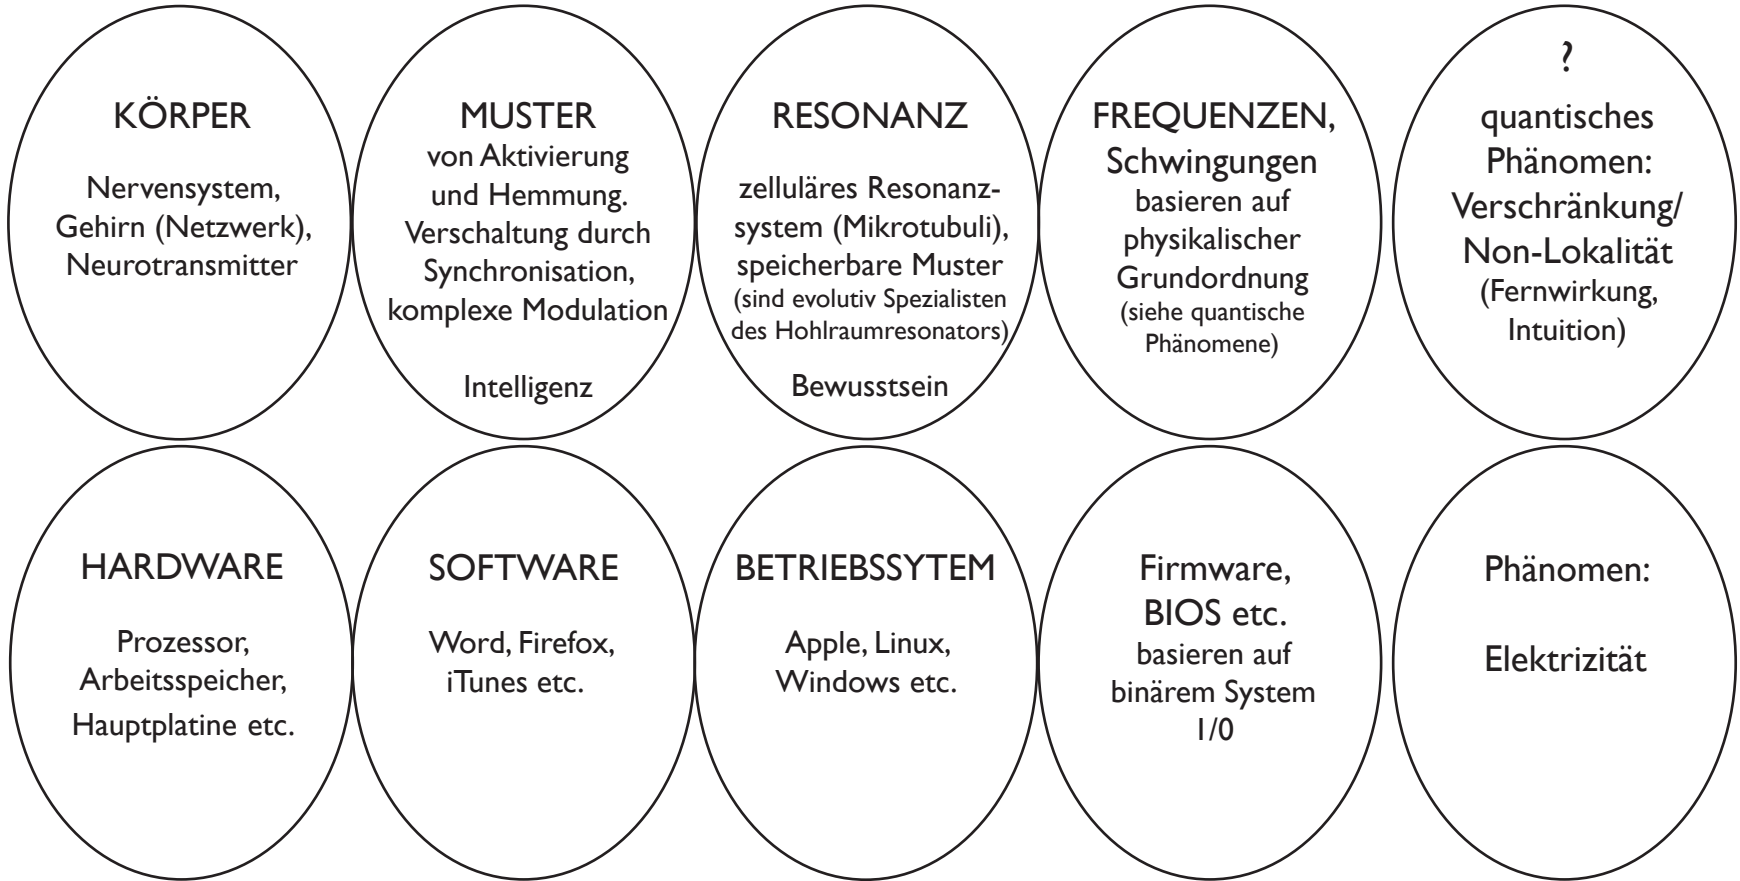 KÖRPER
Nervensystem,
Gehirn (Netzwerk),
Neurotransmitter
MUSTER
von Aktivierung
und Hemmung.
Verschaltung durch
Synchronisation,
komplexe Modulation
Intelligenz
RESONANZ
zelluläres Resonanz-
system (Mikrotubuli),
speicherbare Muster
(sind evolutiv Spezialisten
des Hohlraumresonators)
Bewusstsein
FREQUENZEN,
Schwingungen
basieren auf
physikalischer
Grundordnung
(siehe quantische
Phänomene)
?
quantisches
Phänomen:
Verschränkung/
Non-Lokalität
(Fernwirkung,
Intuition)
HARDWARE
Prozessor,
Arbeitsspeicher,
Hauptplatine etc.
SOFTWARE
Word, Firefox,
iTunes etc.
BETRIEBSSYTEM
Apple, Linux,
Windows etc.
Firmware,
BIOS etc.
basieren auf
binärem System
1/0
Phänomen:
Elektrizität